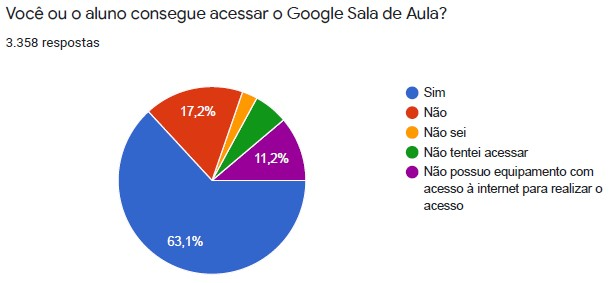 Você ou o aluno consegue acessar o Google Sala de Aula?
3.358 respostas
17,2%
11,2%
63,1%
Sim
Não
Não sei
Não tentei acessar
Não possuo equipamento com
acesso à internet para realizar o
acesso